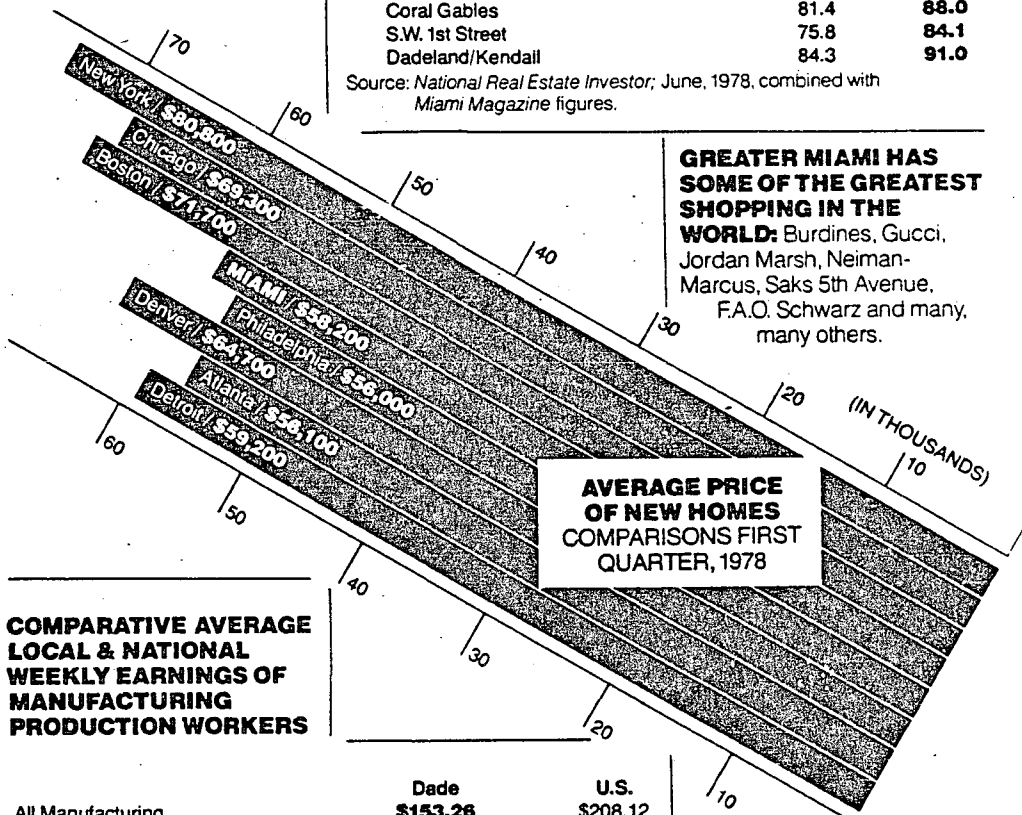 Coral Gables 81.4 88.0
S.W. 1st Street 75.8 84.1
Dadeland/Kendall 84.3 91.0
Source: National Real Estate Investor; June, 1978, combined with
Miami Magazine figures.
GREATER MIAMI HAS
SOME OF THE GREATEST
SHOPPING IN THE
WORLD: Burdines, Gucci,
Jordan Marsh, Neiman-
Marcus, Saks 5th Avenue,
F.A.O. Schwarz and many,
many others.
70
60
50
40
30
20
10
(IN THOUSANDS)
New York / $80,800
Chicago / $69,300
Boston / $71,700
MIAMI / $58,200
Philadelphia / $56,000
Denver / $64,700
Atlanta / $58,100
Detroit / $59,200
60
50
40
30
20
10
AVERAGE PRICE
OF NEW HOMES
COMPARISONS FIRST
QUARTER, 1978
COMPARATIVE AVERAGE
LOCAL & NATIONAL
WEEKLY EARNINGS OF
MANUFACTURING
PRODUCTION WORKERS
Dade U.S.
All Manufacturing $153.26 $208.12